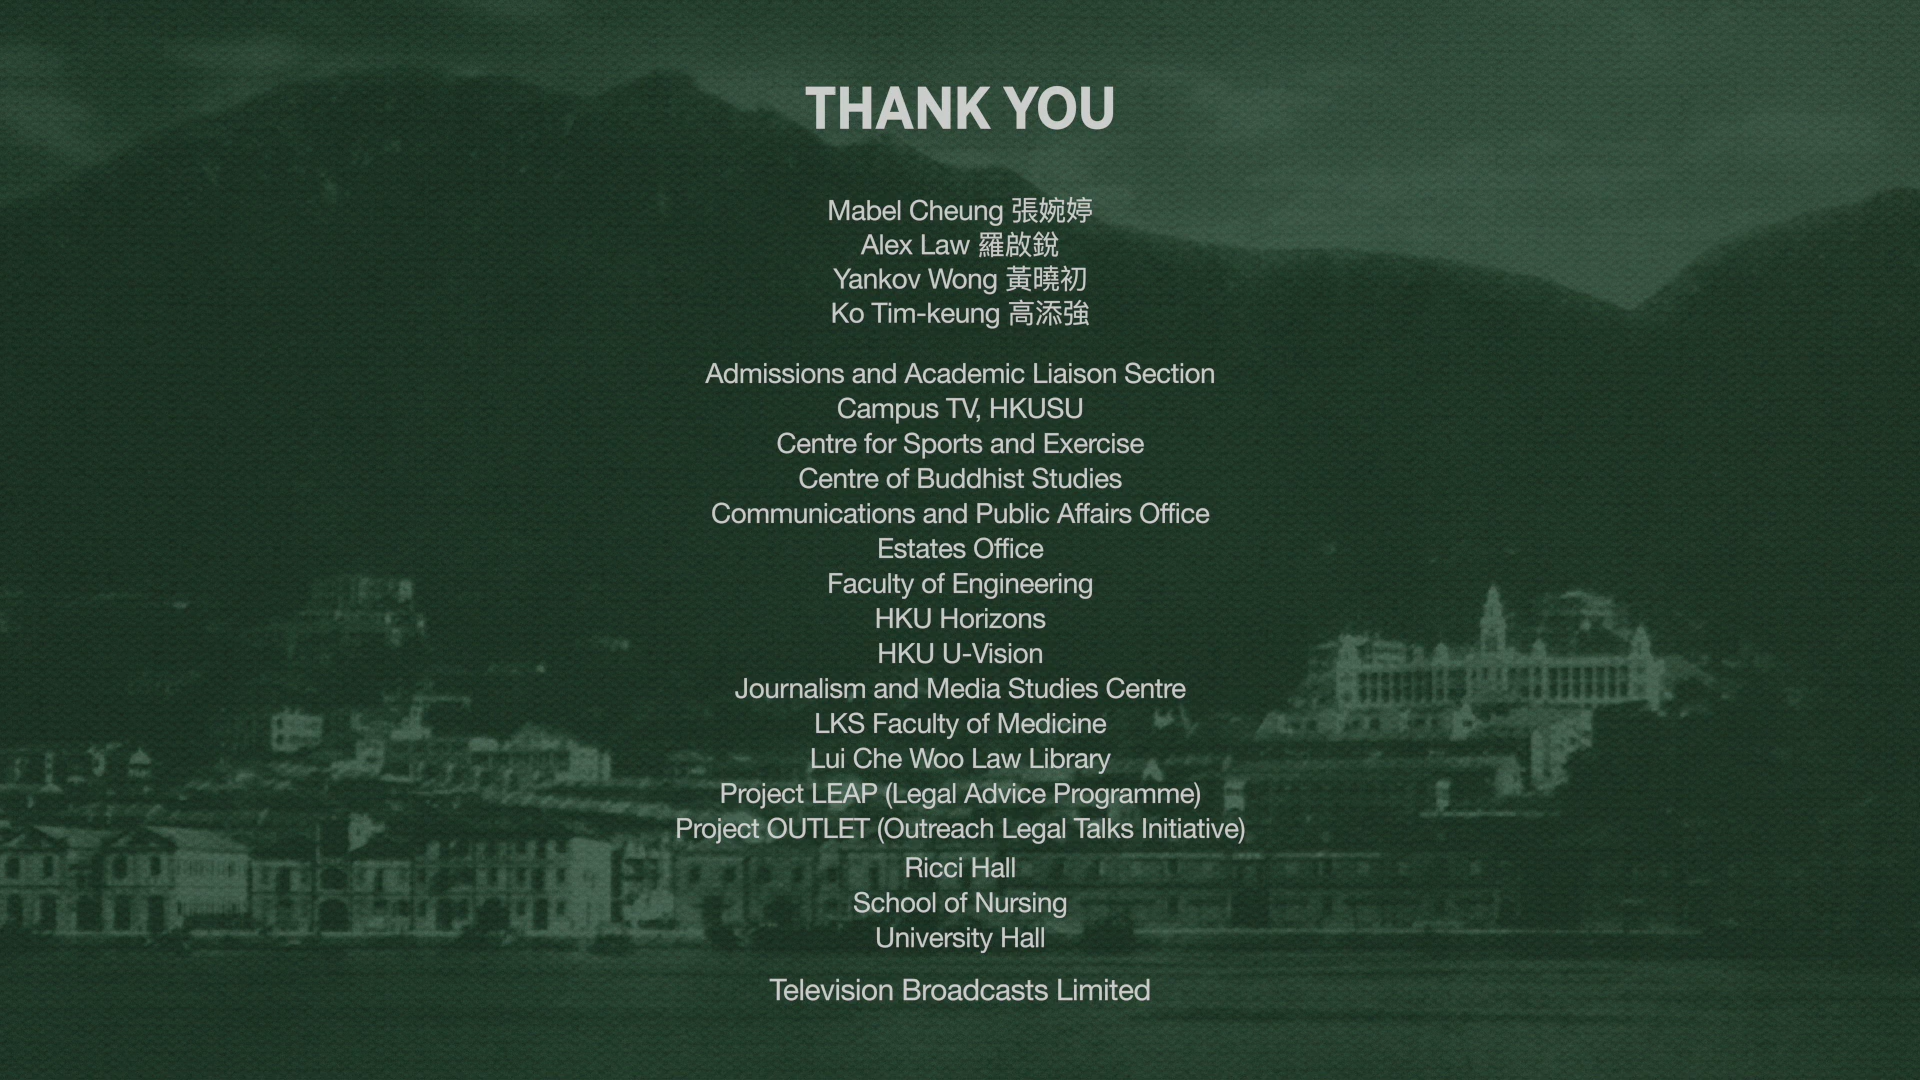 THANK YOU
Mabel Cheung 張婉婷
Alex Law 羅啟銳
Yankov Wong 黃曉初
Ko Tim-keung 高添強
Admissions and Academic Liaison Section
Campus TV, HKUSU
Centre for Sports and Exercise
Centre of Buddhist Studies
Communications and Public Affairs Office
Estates Office
Faculty of Engineering
HKU Horizons
HKU U-Vision
Journalism and Media Studies Centre
LKS Faculty of Medicine
Lui Che Woo Law Library
Project LEAP (Legal Advice Programme)
Project OUTLET (Outreach Legal Talks Initiative)
Ricci Hall
School of Nursing
University Hall
Television Broadcasts Limited